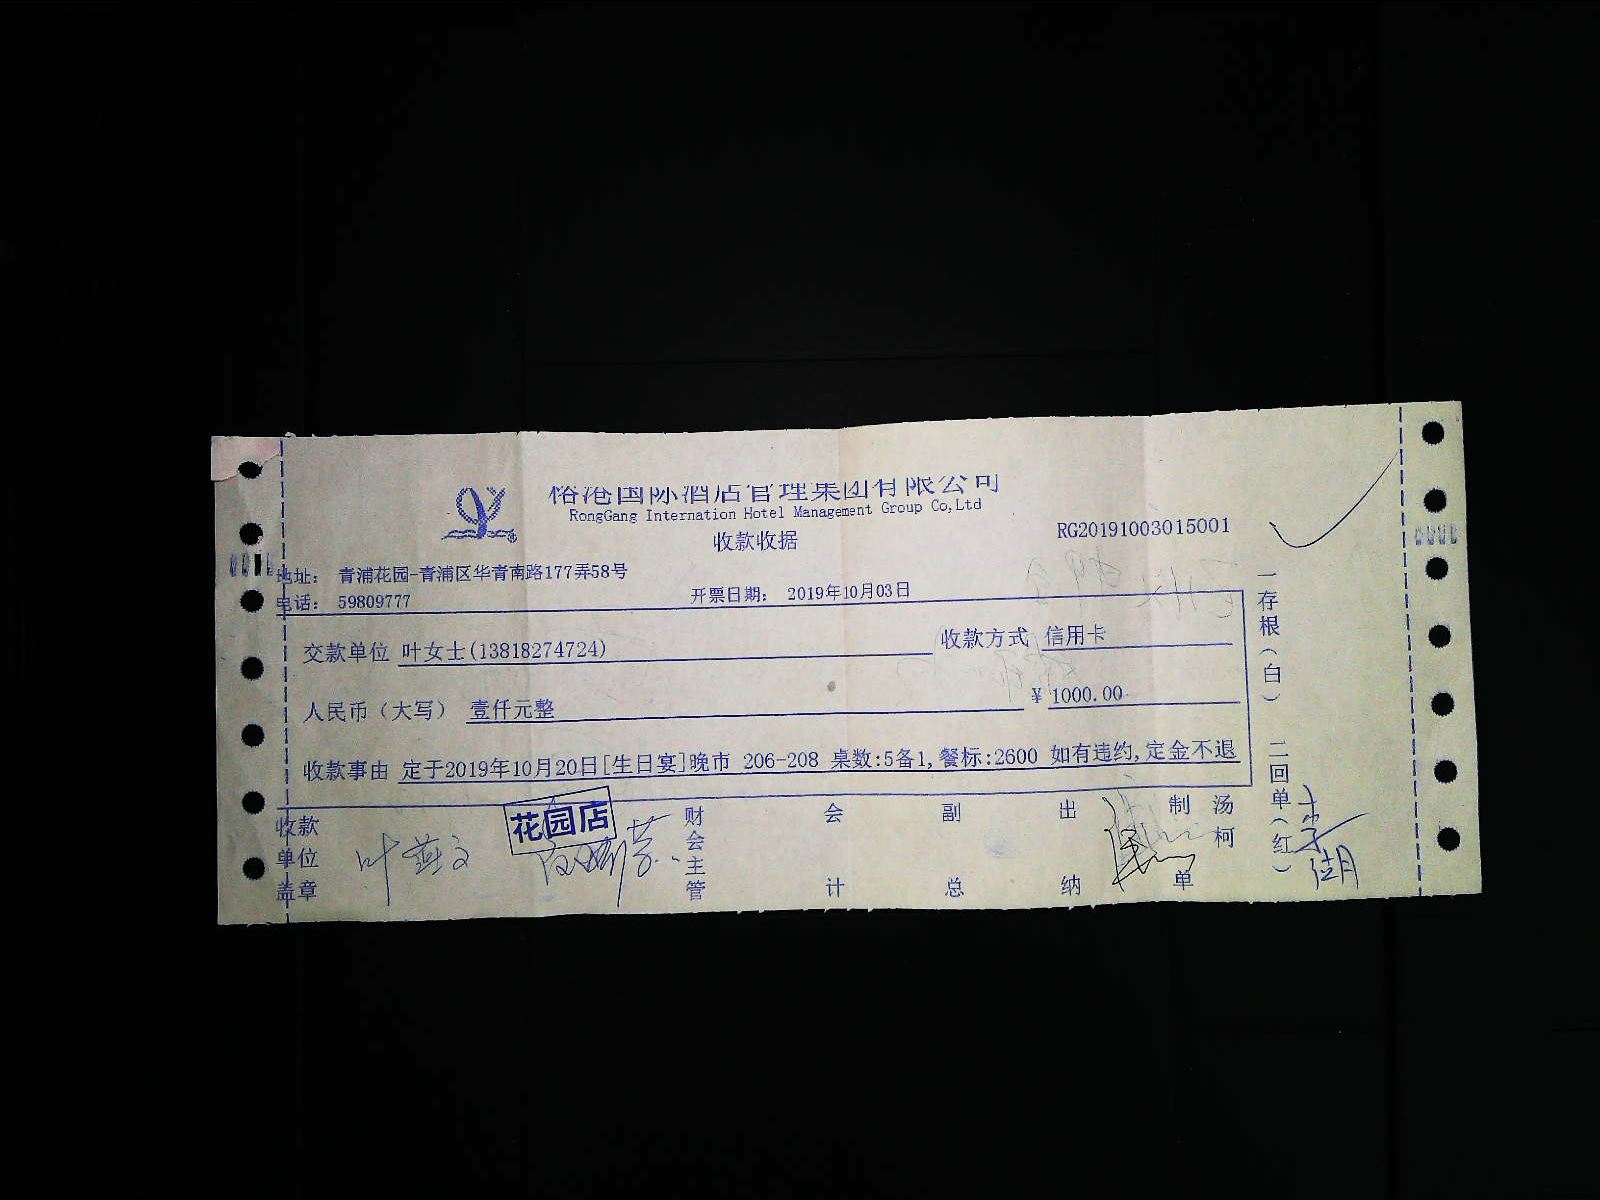 榕港国际酒店管理集团有限公司
RongGang Internation Hotel Management Group Co,Ltd
收款收据
RG20191003015001
地址: 青浦花园-青浦区华青南路177弄58号
电话: 59809777
开票日期: 2019年10月03日
交款单位 叶女士(13818274724)
收款方式 信用卡
人民币(大写) 壹仟元整
¥ 1000.00
收款事由 定于2019年10月20日[生日宴]晚市 206-208 桌数:5备1,餐标:2600 如有违约,定金不退
收款单位盖章
叶燕文
花园店
财会主管
会计
副总
出纳
制单
汤柯
一存根(白)
二回单(红)